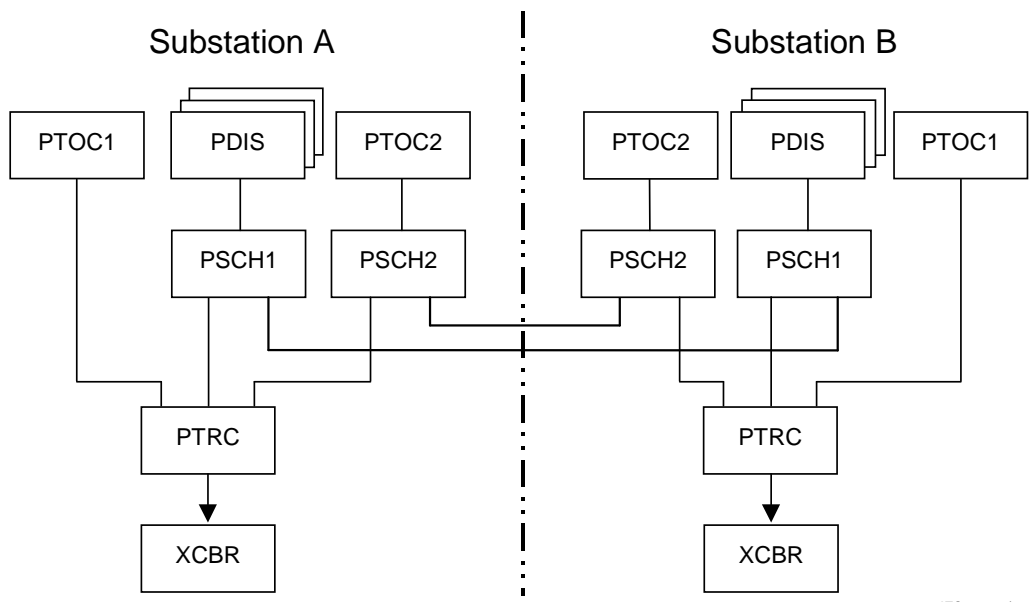 Substation A
Substation B
PTOC1
PDIS
PTOC2
PTOC2
PDIS
PTOC1
PSCH1
PSCH2
PSCH2
PSCH1
PTRC
PTRC
XCBR
XCBR